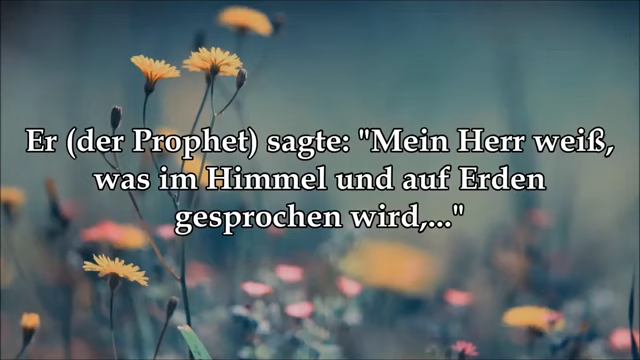 Er (der Prophet) sagte: "Mein Herr weiß,
was im Himmel und auf Erden
gesprochen wird,..."